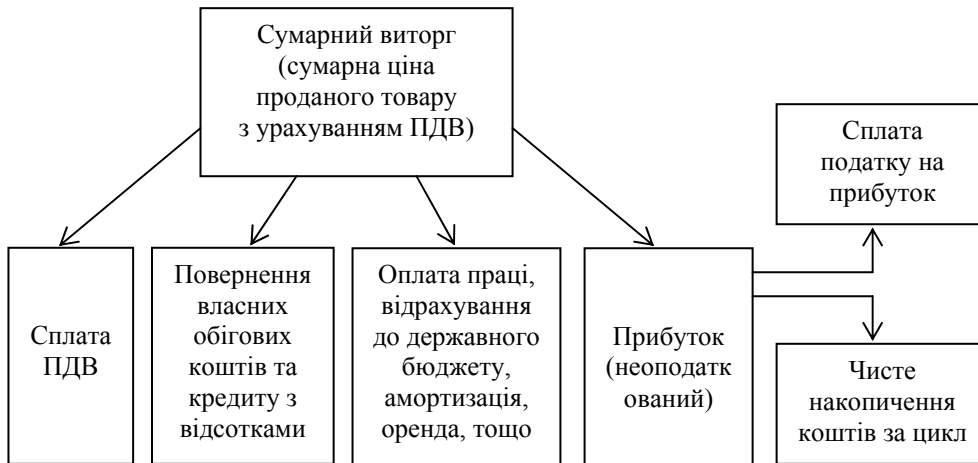 Сумарний виторг
(сумарна ціна
проданого товару
з урахуванням ПДВ)
Сплата
податку на
прибуток
Сплата
ПДВ
Повернення
власних
обігових
коштів та
кредиту з
відсотками
Оплата праці,
відрахування
до державного
бюджету,
амортизація,
оренда, тощо
Прибуток
(неоподатк
ований)
Чисте
накопичення
коштів за цикл